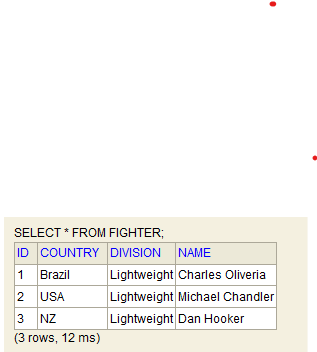 SELECT * FROM FIGHTER;
ID COUNTRY DIVISION NAME
1 Brazil Lightweight Charles Oliveria
2 USA Lightweight Michael Chandler
3 NZ Lightweight Dan Hooker
(3 rows, 12 ms)